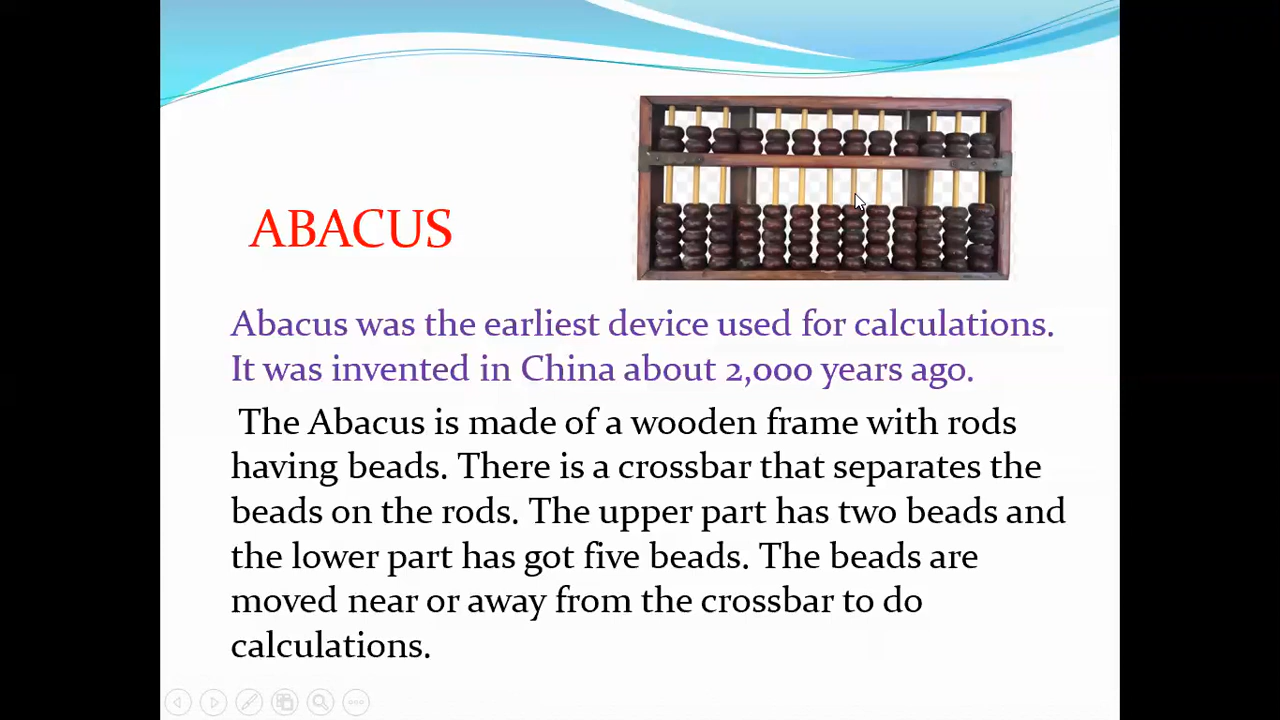 ABACUS
Abacus was the earliest device used for calculations.
It was invented in China about 2,000 years ago.
The Abacus is made of a wooden frame with rods
having beads. There is a crossbar that separates the
beads on the rods. The upper part has two beads and
the lower part has got five beads. The beads are
moved near or away from the crossbar to do
calculations.